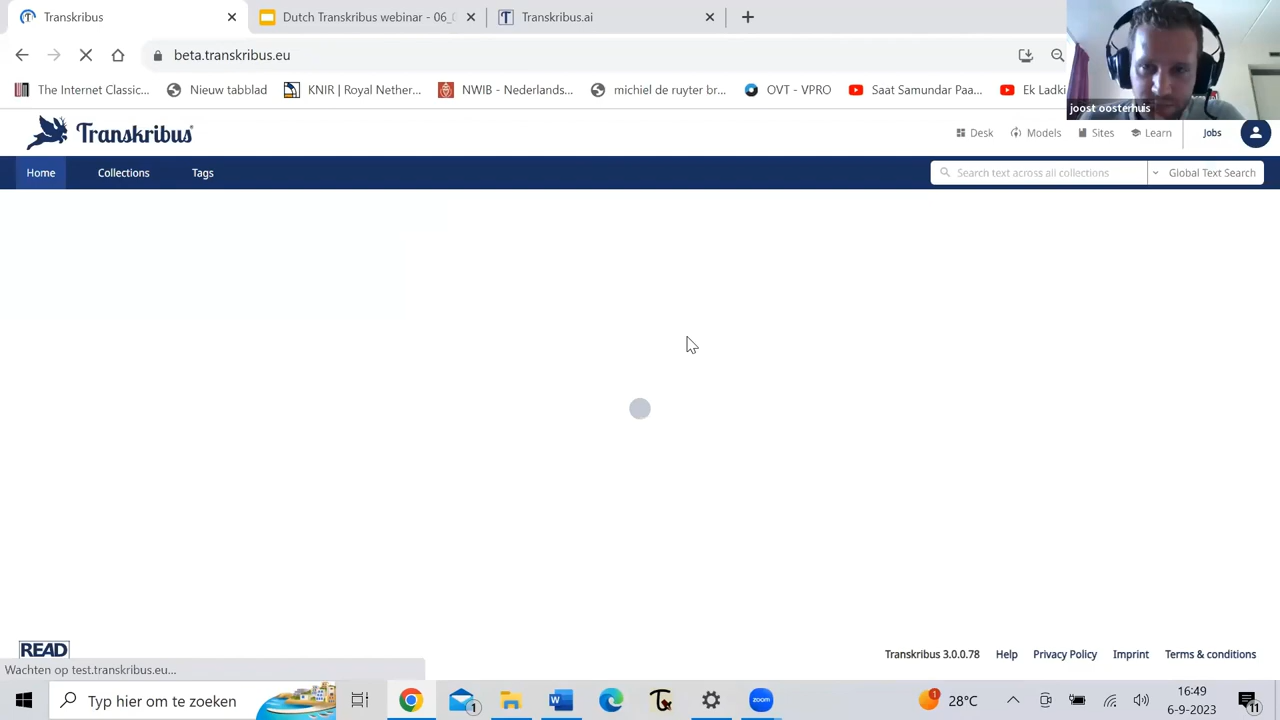 Transkribus
Dutch Transkribus webinar - 06_
Transkribus.ai
beta.transkribus.eu
The Internet Classic...
Nieuw tabblad
KNIR | Royal Nether...
NWIB - Nederlands...
michiel de ruyter br...
OVT - VPRO
Saat Samundar Paa...
Ek Ladki
joost oosterhuis
Transkribus
Desk
Models
Sites
Learn
Jobs
Home
Collections
Tags
Search text across all collections
Global Text Search
READ
Transkribus 3.0.0.78
Help
Privacy Policy
Imprint
Terms & conditions
Wachten op test.transkribus.eu...
Typ hier om te zoeken
1
W
1
28°C
zoom
16:49
6-9-2023
11